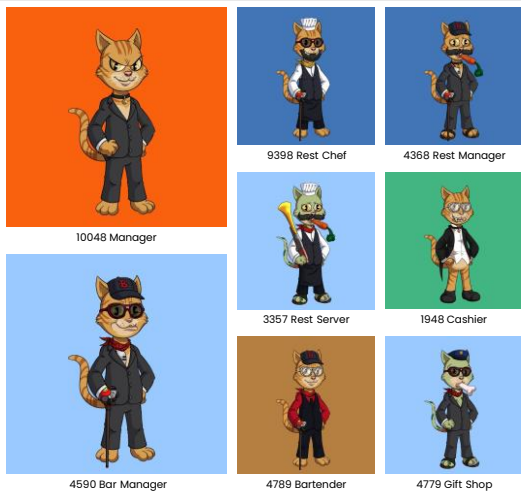 10048 Manager
9398 Rest Chef
4368 Rest Manager
3357 Rest Server
1948 Cashier
4590 Bar Manager
4789 Bartender
4779 Gift Shop